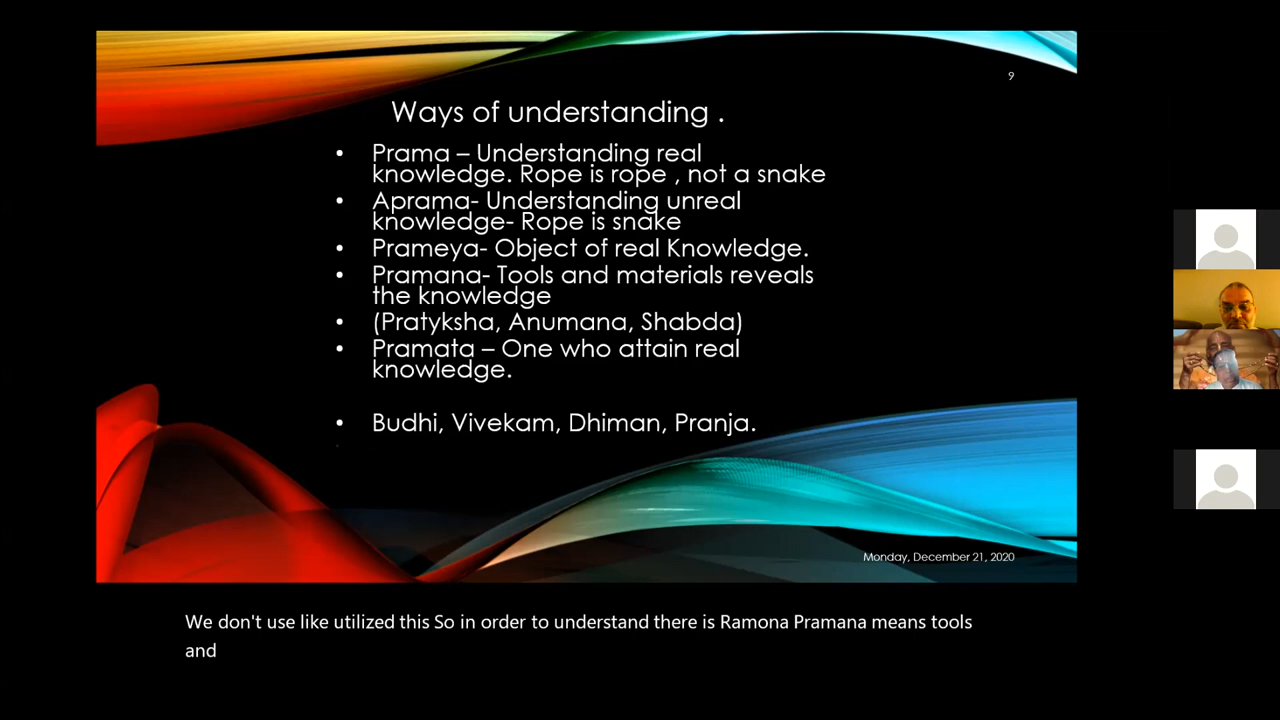 9
Ways of understanding .
• Prama – Understanding real
knowledge. Rope is rope , not a snake
• Aprama- Understanding unreal
knowledge- Rope is snake
• Prameya- Object of real Knowledge.
• Pramana- Tools and materials reveals
the knowledge
• (Pratyksha, Anumana, Shabda)
• Pramata – One who attain real
knowledge.
• Budhi, Vivekam, Dhiman, Pranja.
Monday, December 21, 2020
We don't use like utilized this So in order to understand there is Ramona Pramana means tools
and